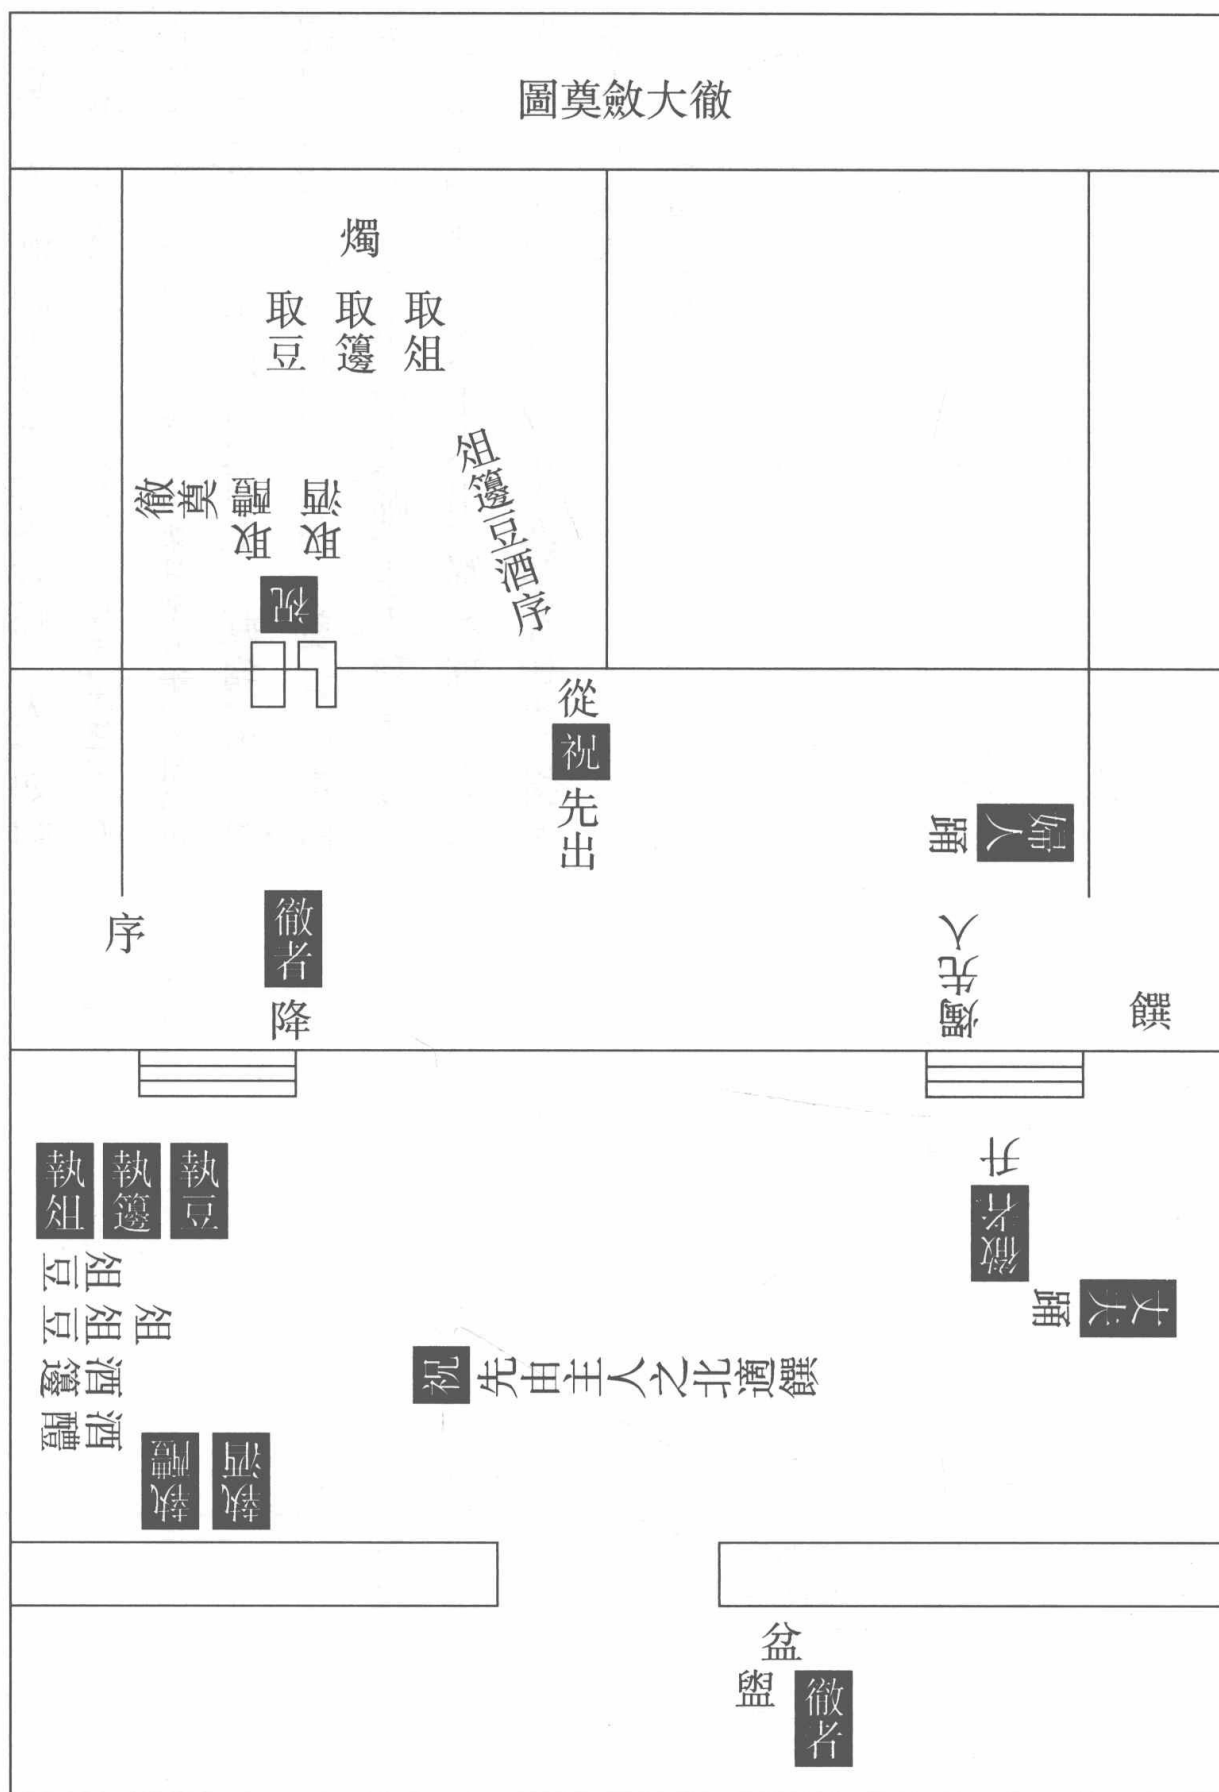 徹大斂奠圖
燭
取俎
取籩
取豆
俎籩豆酒序
取酒
取醴
徹奠
祝
從祝先出
婦人
踊
燭先入
饌
序
徹者降
徹者升
丈夫
踊
執豆
執籩
執俎
俎
豆
俎
俎
豆
酒
籩
酒
醴
執醴
執酒
祝先由主人之北適饌
盆
盥
徹者